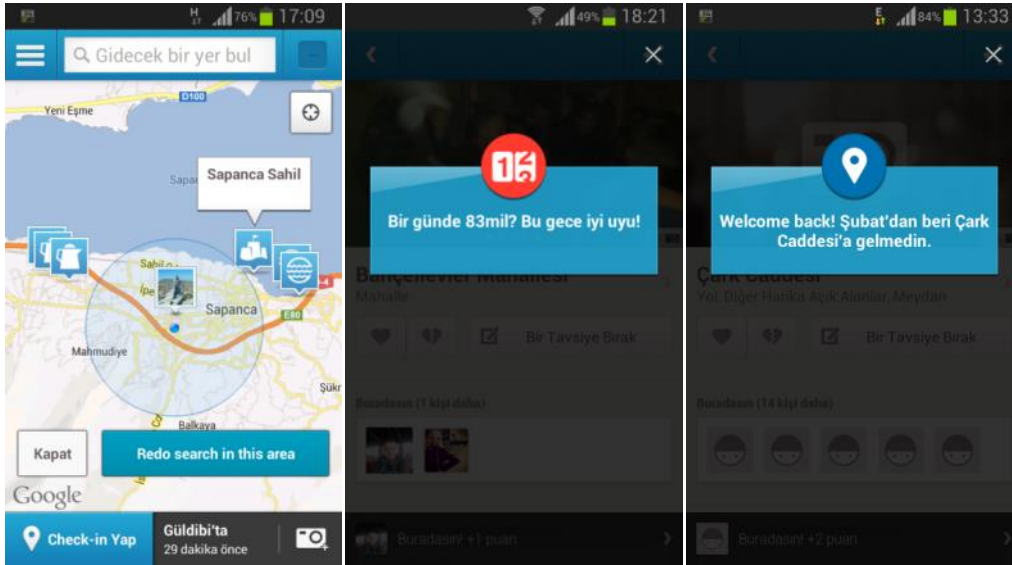 H
76%
17:09
Gidecek bir yer bul
D100
Yeni Eşme
Sapanca Sahil
Sapanca
E80
Mahmudiye
Şükr
Balkaya
Kapat
Redo search in this area
Google
Check-in Yap
Güldibi'ta
29 dakika önce
49%
18:21
Bir günde 83mil? Bu gece iyi uyu!
Bahçelievler Mahallesi
Mahalle
Bir Tavsiye Bırak
Buradasın (1 kişi daha)
Buradasın! +1 puan
E
84%
13:33
Welcome back! Şubat'dan beri Çark
Caddesi'a gelmedin.
Çark Caddesi
Yol, Diğer Harika Açık Alanlar, Meydan
Bir Tavsiye Bırak
Buradasın (14 kişi daha)
Buradasın! +2 puan